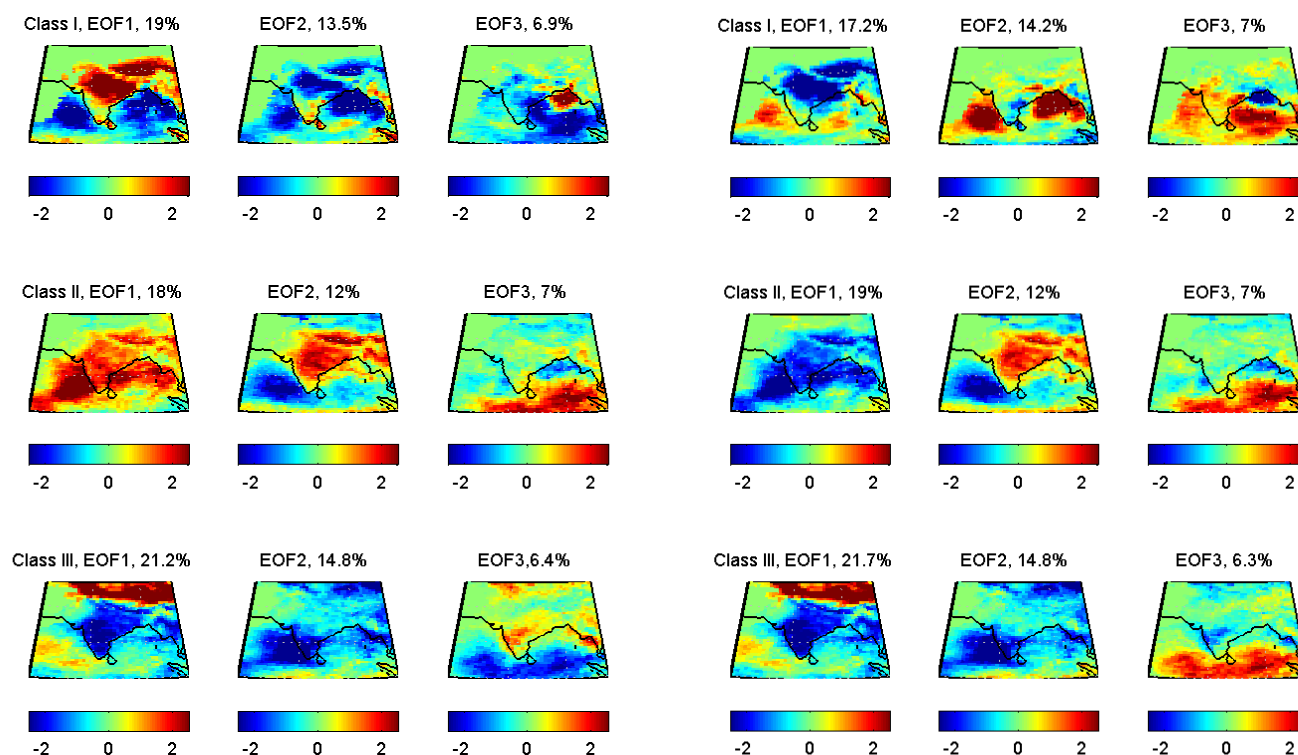 Class I, EOF1, 19% EOF2, 13.5% EOF3, 6.9% Class I, EOF1, 17.2% EOF2, 14.2% EOF3, 7%
-2 0 2 -2 0 2 -2 0 2 -2 0 2 -2 0 2 -2 0 2
Class II, EOF1, 18% EOF2, 12% EOF3, 7% Class II, EOF1, 19% EOF2, 12% EOF3, 7%
-2 0 2 -2 0 2 -2 0 2 -2 0 2 -2 0 2 -2 0 2
Class III, EOF1, 21.2% EOF2, 14.8% EOF3,6.4% Class III, EOF1, 21.7% EOF2, 14.8% EOF3, 6.3%
-2 0 2 -2 0 2 -2 0 2 -2 0 2 -2 0 2 -2 0 2